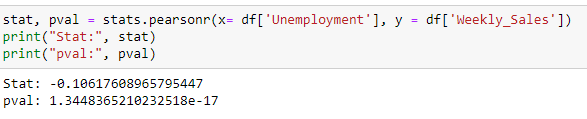 stat, pval = stats.pearsonr(x= df['Unemployment'], y = df['Weekly_Sales'])
print("Stat:", stat)
print("pval:", pval)
Stat: -0.10617608965795447
pval: 1.3448365210232518e-17